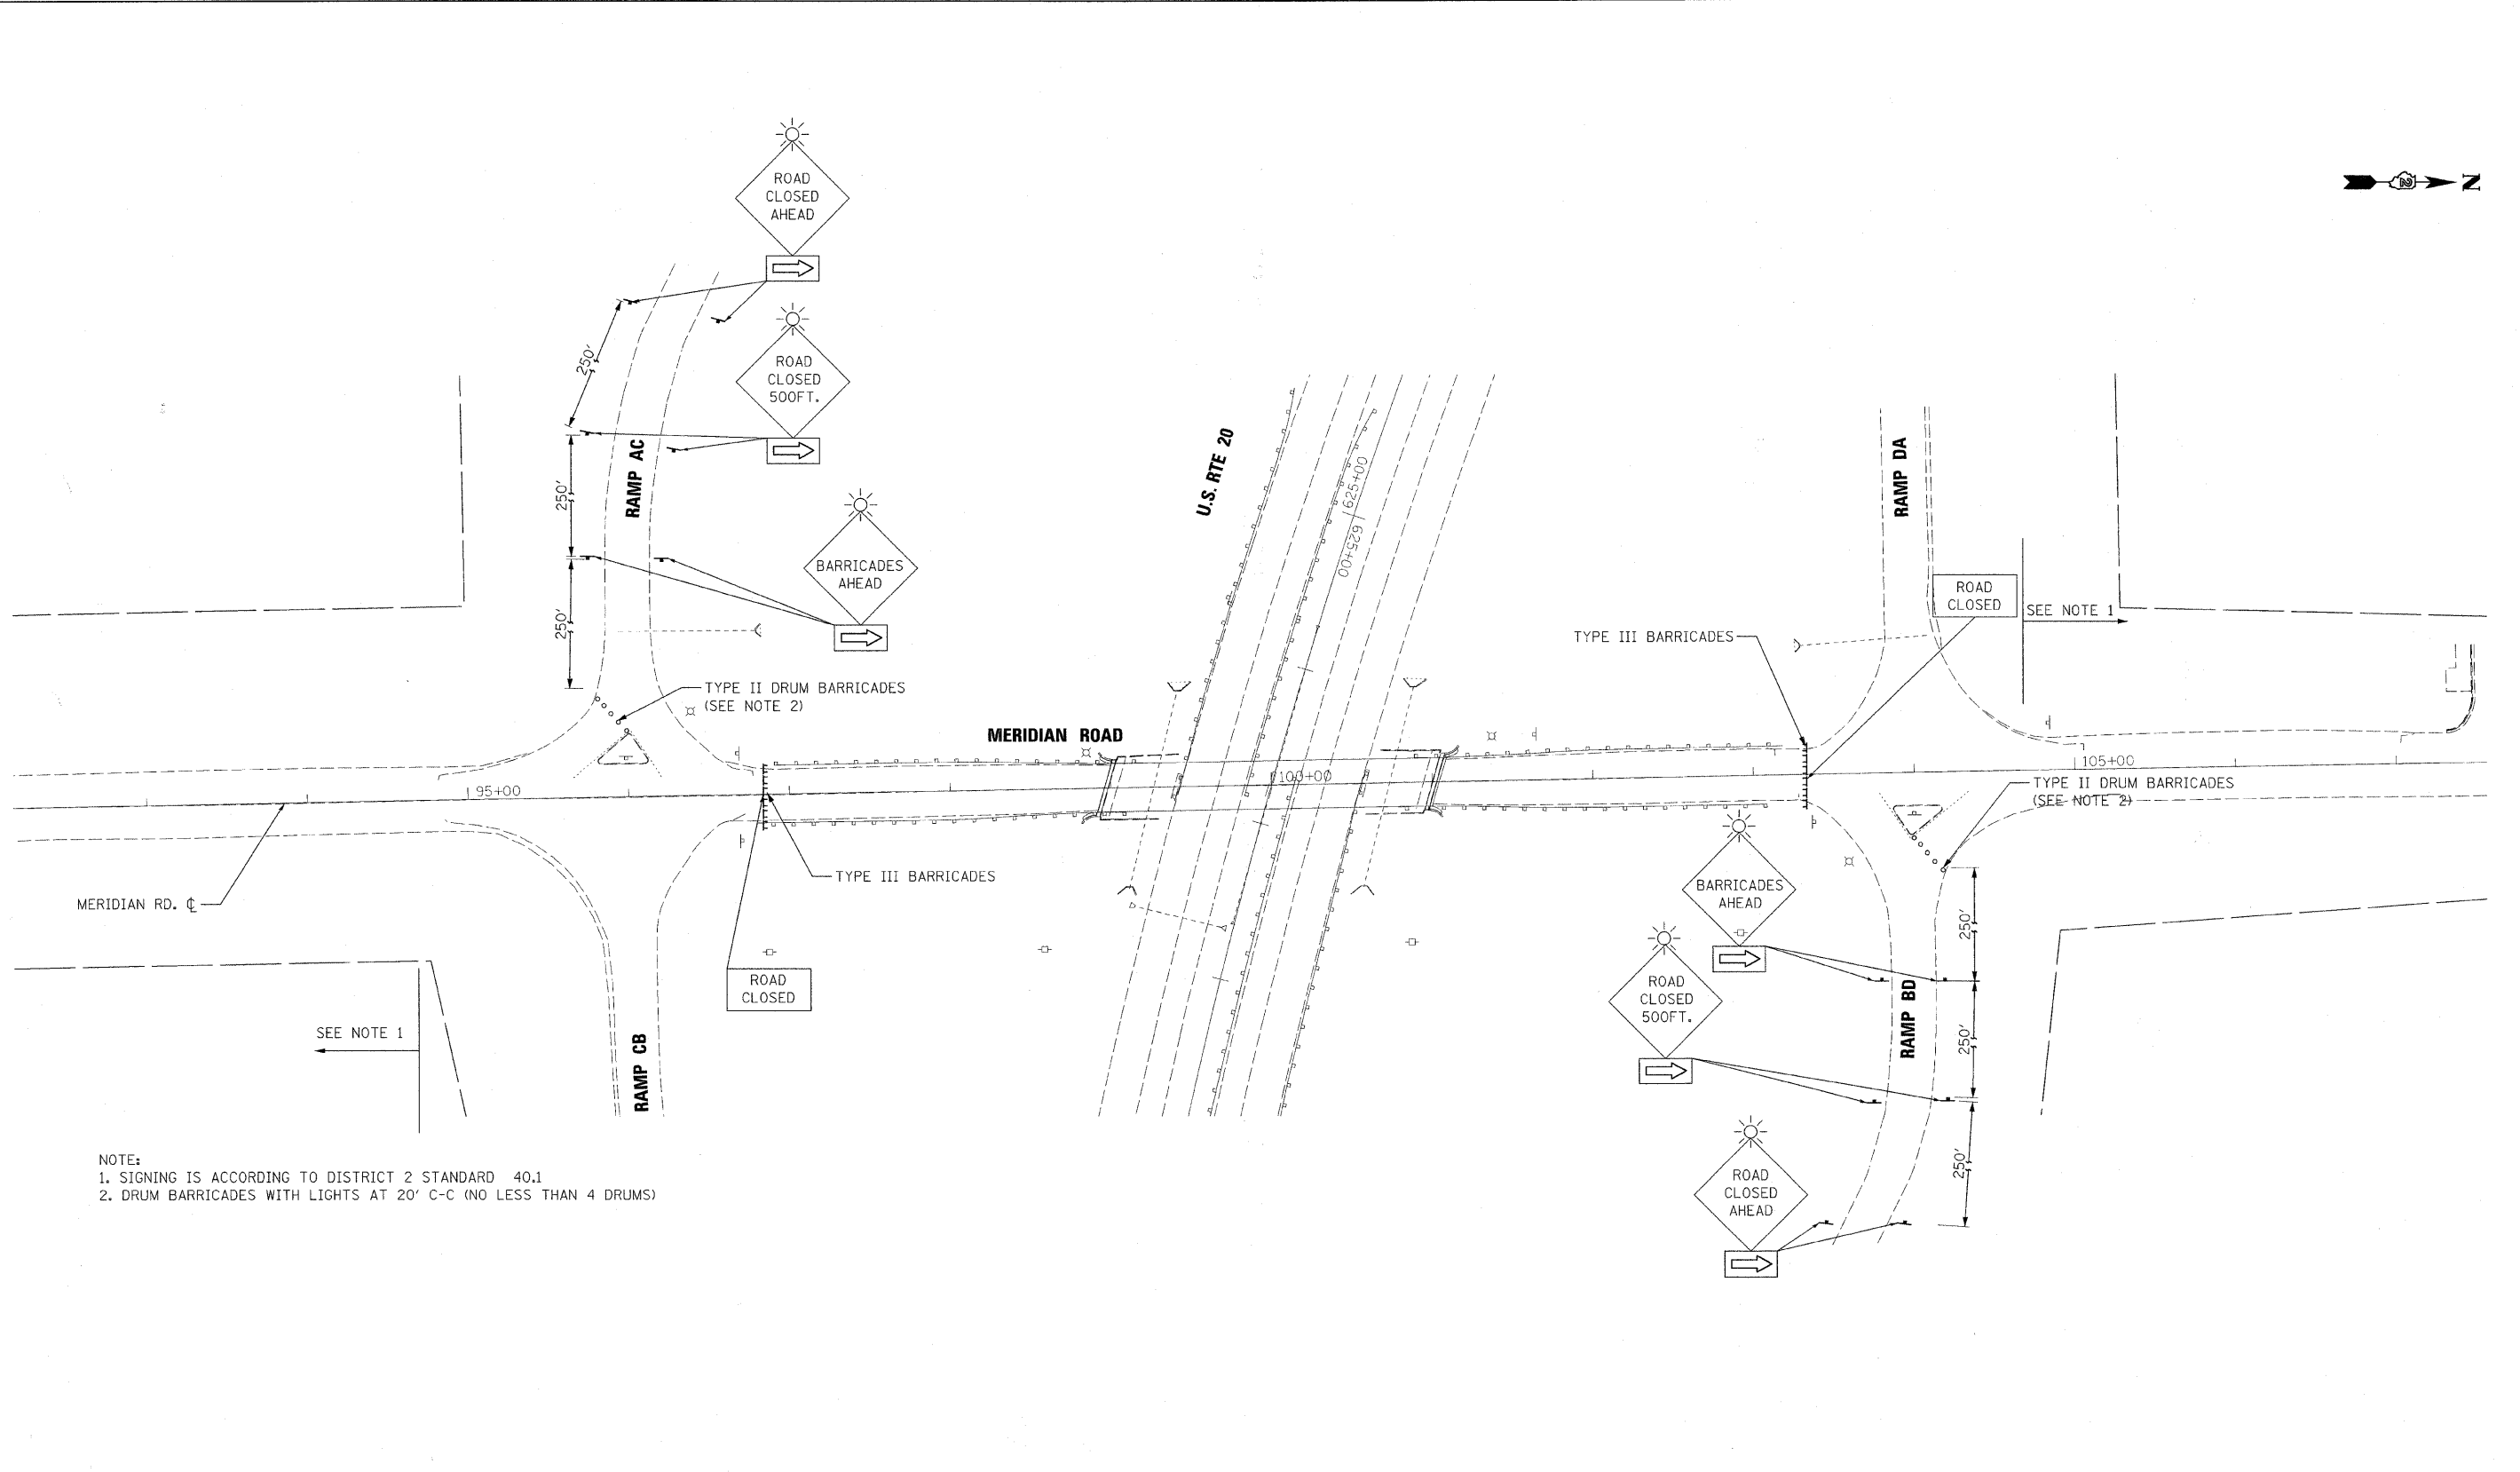 ROAD
CLOSED
AHEAD
N
2
ROAD
CLOSED
500FT.
250'
RAMP AC
250'
U.S. RTE 20
625+00
625+00
RAMP DA
BARRICADES
AHEAD
ROAD
CLOSED
SEE NOTE 1
250'
TYPE III BARRICADES
TYPE II DRUM BARRICADES
(SEE NOTE 2)
MERIDIAN ROAD
95+00
100+00
105+00
TYPE II DRUM BARRICADES
(SEE NOTE 2)
TYPE III BARRICADES
MERIDIAN RD. ℄
BARRICADES
AHEAD
250'
ROAD
CLOSED
ROAD
CLOSED
500FT.
RAMP BD
250'
SEE NOTE 1
RAMP CB
250'
ROAD
CLOSED
AHEAD
NOTE:
1. SIGNING IS ACCORDING TO DISTRICT 2 STANDARD 40.1
2. DRUM BARRICADES WITH LIGHTS AT 20' C-C (NO LESS THAN 4 DRUMS)